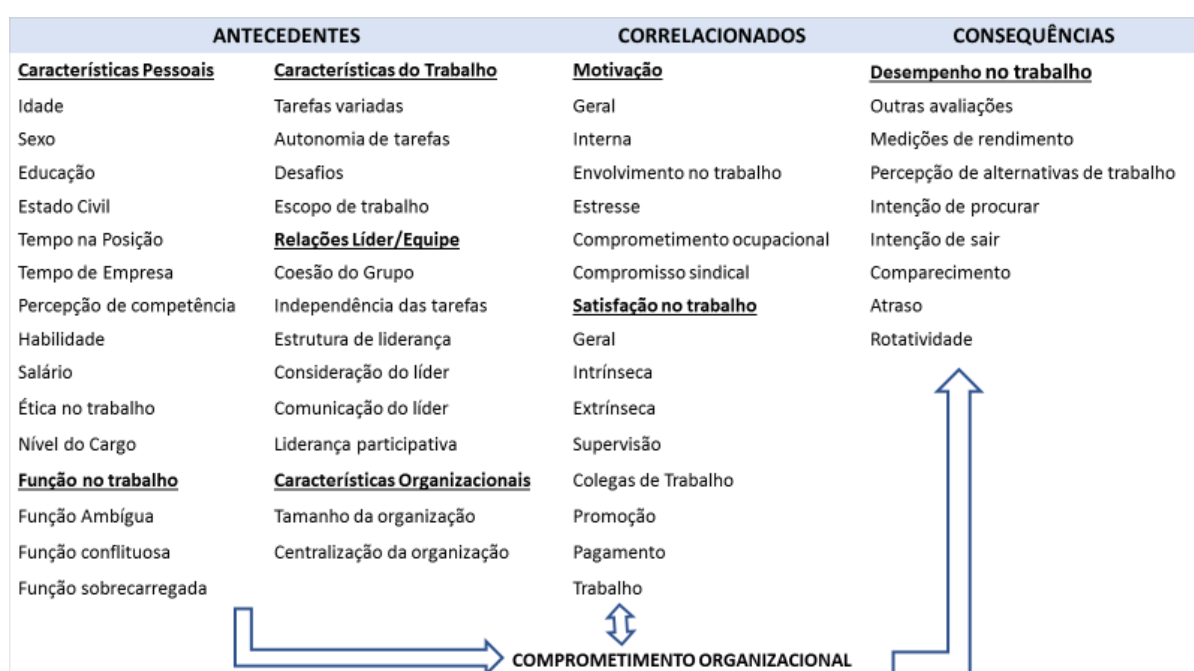 ANTECEDENTES
CORRELACIONADOS
CONSEQUÊNCIAS
Características Pessoais
Idade
Sexo
Educação
Estado Civil
Tempo na Posição
Tempo de Empresa
Percepção de competência
Habilidade
Salário
Ética no trabalho
Nível do Cargo
Função no trabalho
Função Ambígua
Função conflituosa
Função sobrecarregada
Características do Trabalho
Tarefas variadas
Autonomia de tarefas
Desafios
Escopo de trabalho
Relações Líder/Equipe
Coesão do Grupo
Independência das tarefas
Estrutura de liderança
Consideração do líder
Comunicação do líder
Liderança participativa
Características Organizacionais
Tamanho da organização
Centralização da organização
Motivação
Geral
Interna
Envolvimento no trabalho
Estresse
Comprometimento ocupacional
Compromisso sindical
Satisfação no trabalho
Geral
Intrínseca
Extrínseca
Supervisão
Colegas de Trabalho
Promoção
Pagamento
Trabalho
Desempenho no trabalho
Outras avaliações
Medições de rendimento
Percepção de alternativas de trabalho
Intenção de procurar
Intenção de sair
Comparecimento
Atraso
Rotatividade
COMPROMETIMENTO ORGANIZACIONAL